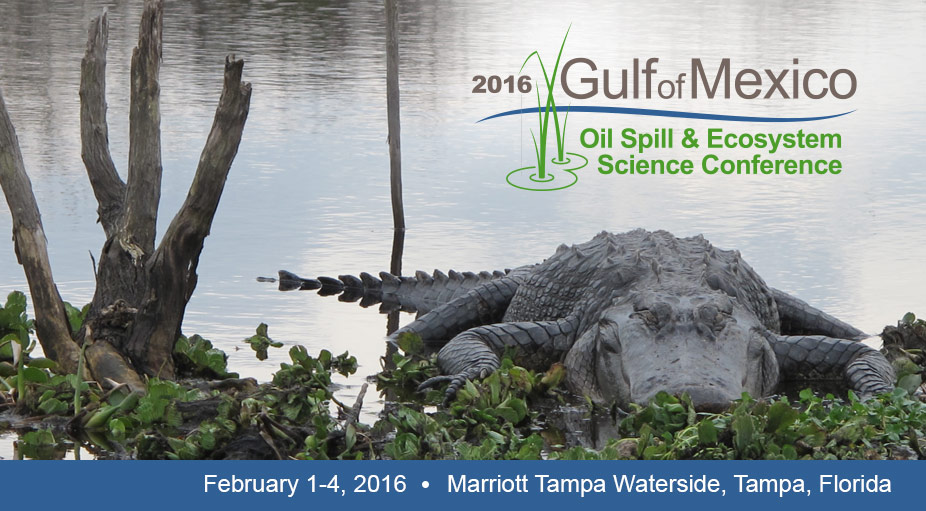 2016 Gulf of Mexico
Oil Spill & Ecosystem
Science Conference
February 1-4, 2016 • Marriott Tampa Waterside, Tampa, Florida